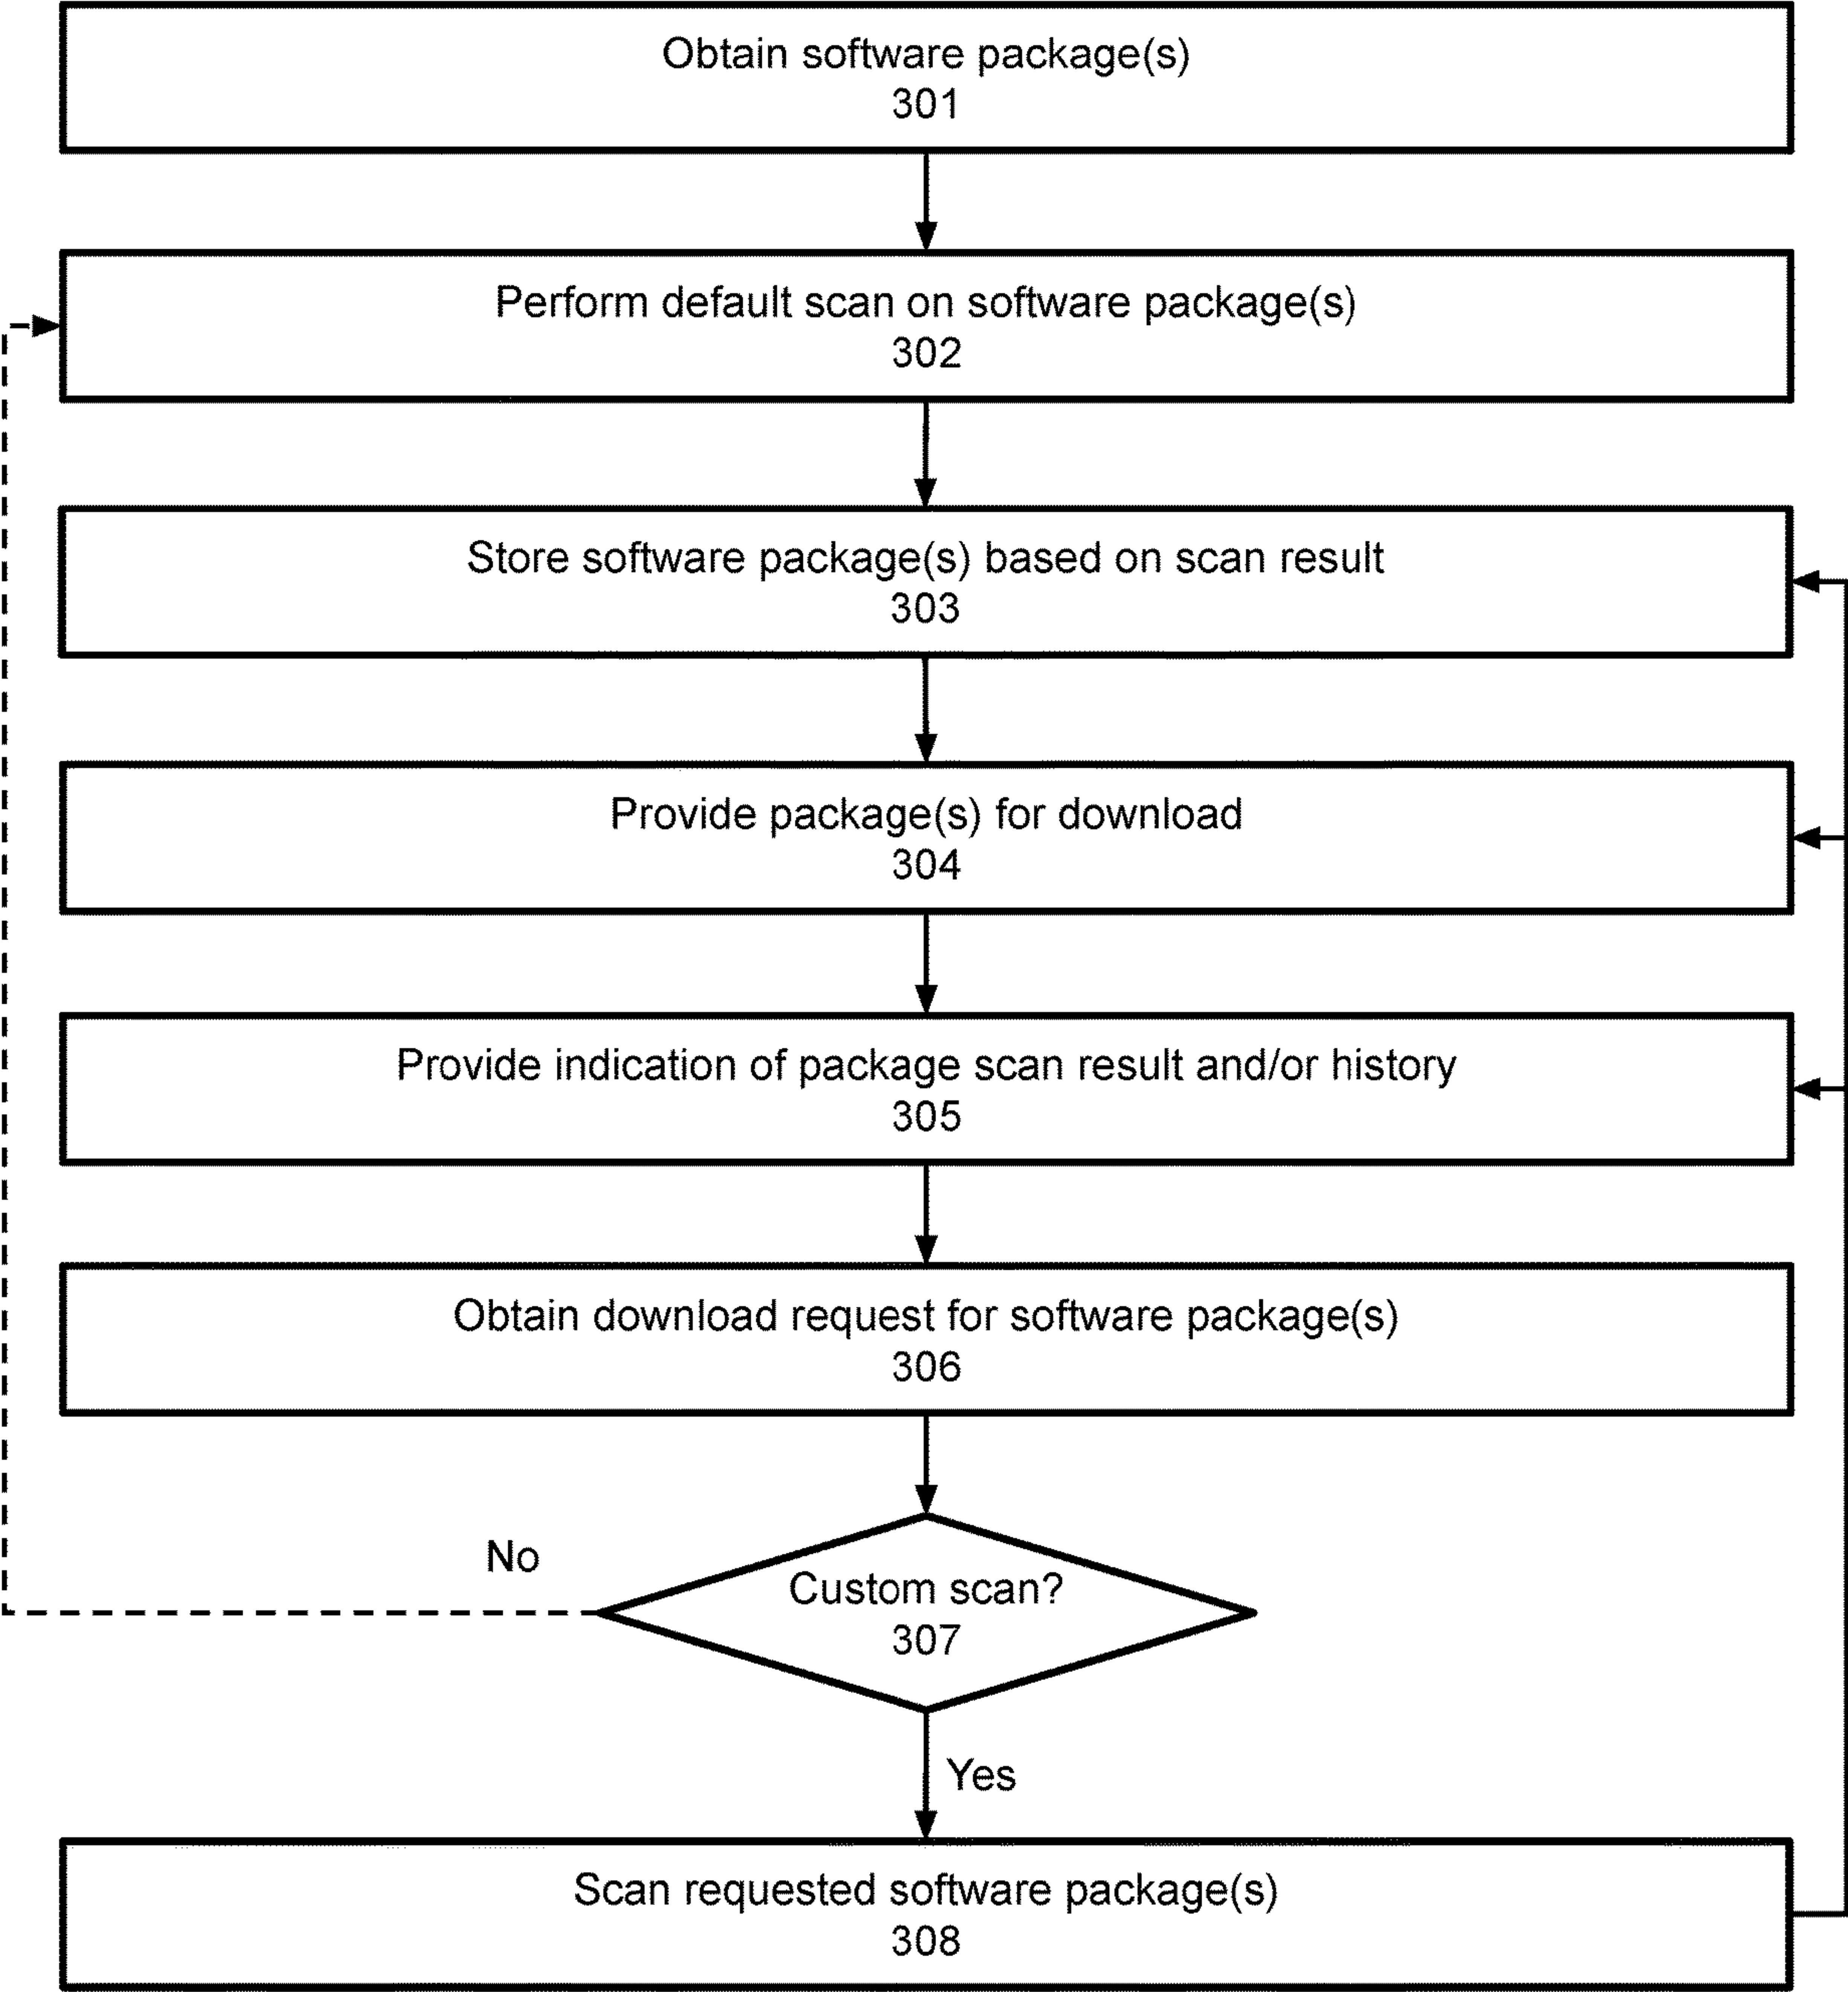 Obtain software package(s)
301
Perform default scan on software package(s)
302
Store software package(s) based on scan result
303
Provide package(s) for download
304
Provide indication of package scan result and/or history
305
Obtain download request for software package(s)
306
No
Custom scan?
307
Yes
Scan requested software package(s)
308